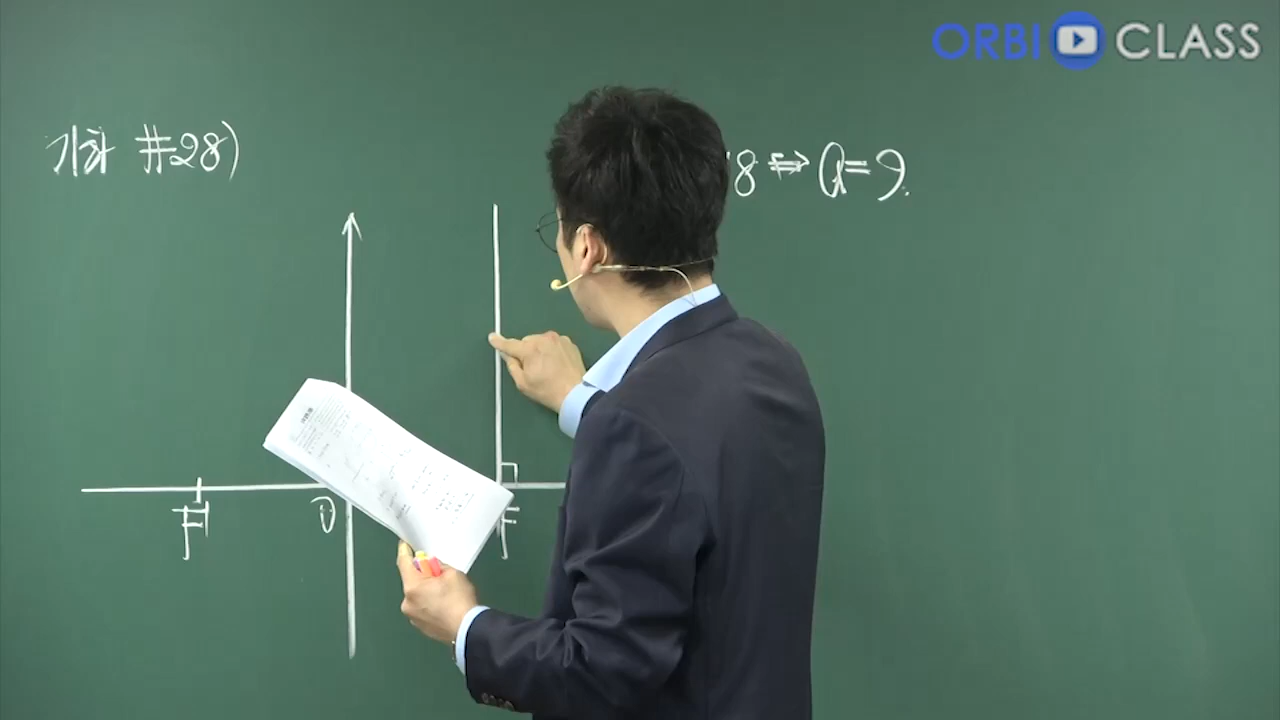 ORBI CLASS
기하 #28)
8 ⇔ a=9.
F' O F